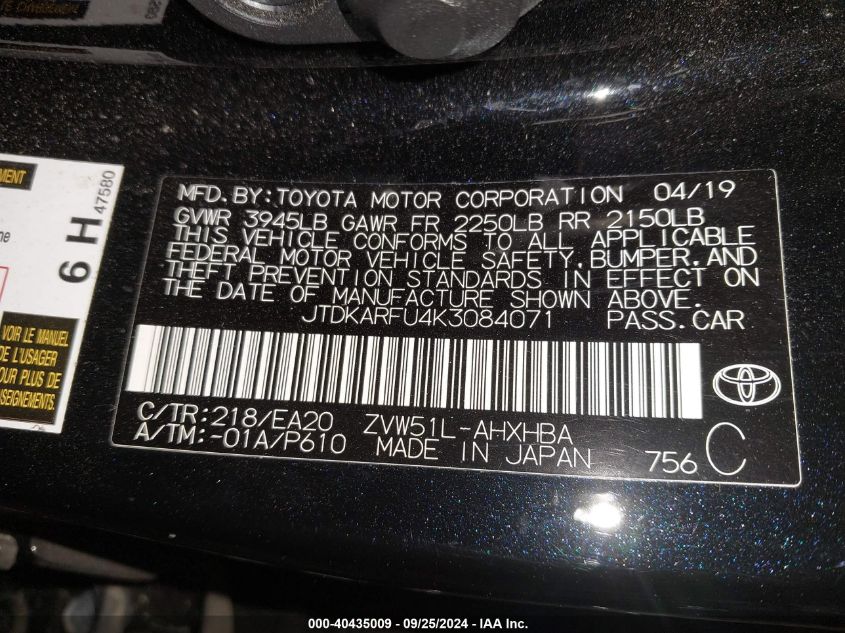 MENT
ne
6 H 47580
VOIR LE MANUEL
DE L'USAGER
POUR PLUS DE
SEIGNEMENTS.
MFD.BY:TOYOTA MOTOR CORPORATION 04/19
GVWR 3945LB GAWR FR 2250LB RR 2150LB
THIS VEHICLE CONFORMS TO ALL APPLICABLE
FEDERAL MOTOR VEHICLE SAFETY,BUMPER,AND
THEFT PREVENTION STANDARDS IN EFFECT ON
THE DATE OF MANUFACTURE SHOWN ABOVE.
JTDKARFU4K3084071 PASS.CAR
C/TR:218/EA20 ZVW51L-AHXHBA
A/TM:-01A/P610 MADE IN JAPAN 756 C
000-40435009 - 09/25/2024 - IAA Inc.